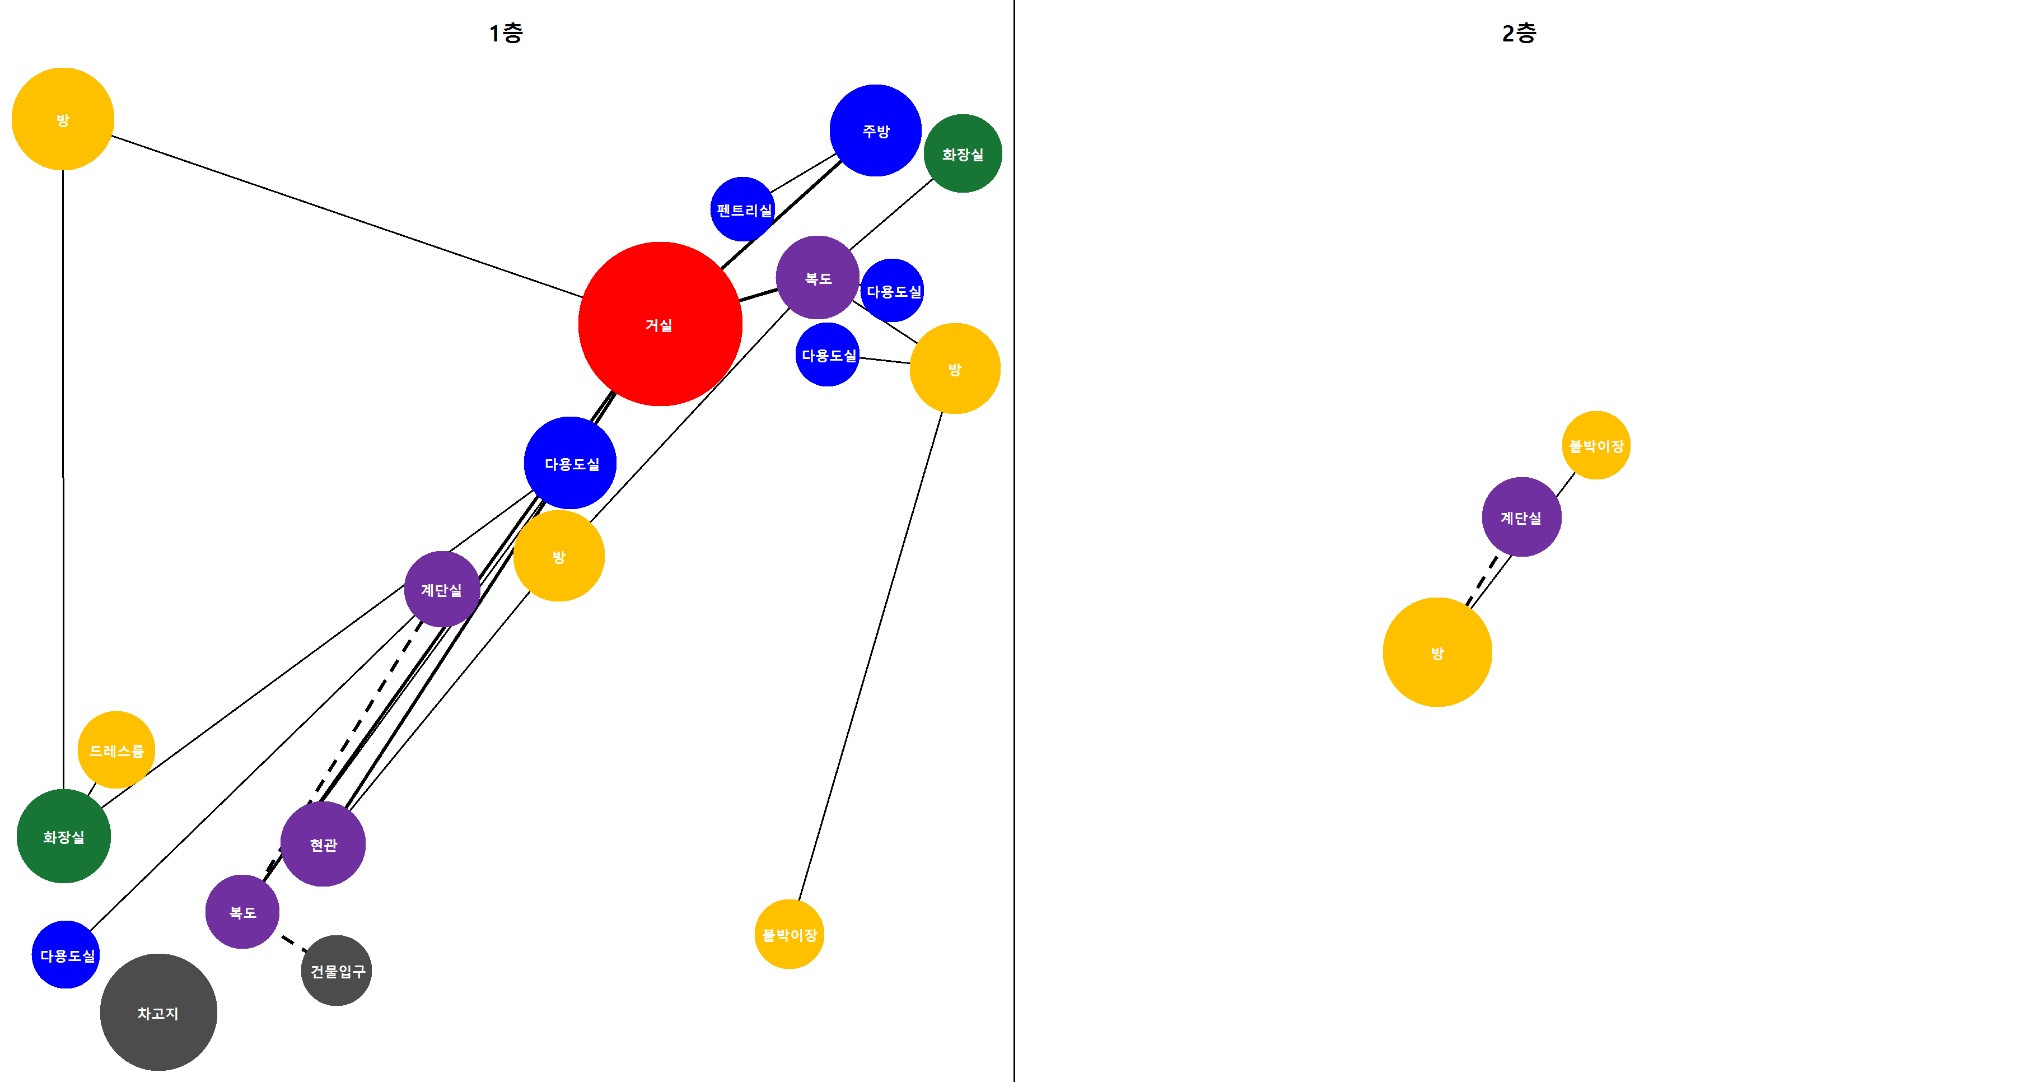 1층
2층
방
주방
화장실
펜트리실
복도
다용도실
거실
다용도실
방
다용도실
방
계단실
드레스룸
화장실
현관
복도
다용도실
건물입구
차고지
붙박이장
붙박이장
계단실
방